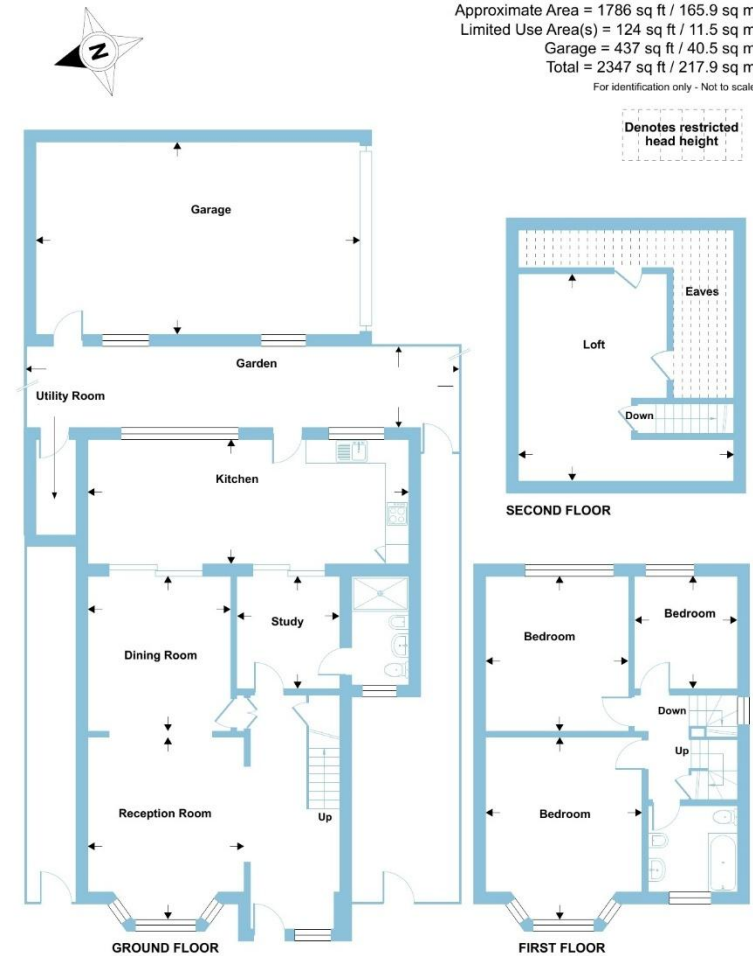 Approximate Area = 1786 sq ft / 165.9 sq m
Limited Use Area(s) = 124 sq ft / 11.5 sq m
Garage = 437 sq ft / 40.5 sq m
Total = 2347 sq ft / 217.9 sq m
For identification only - Not to scale
N
Denotes restricted
head height
Garage
Garden
Utility Room
Kitchen
Study
Dining Room
Reception Room
Up
GROUND FLOOR
Eaves
Loft
Down
SECOND FLOOR
Bedroom
Bedroom
Down
Up
Bedroom
FIRST FLOOR